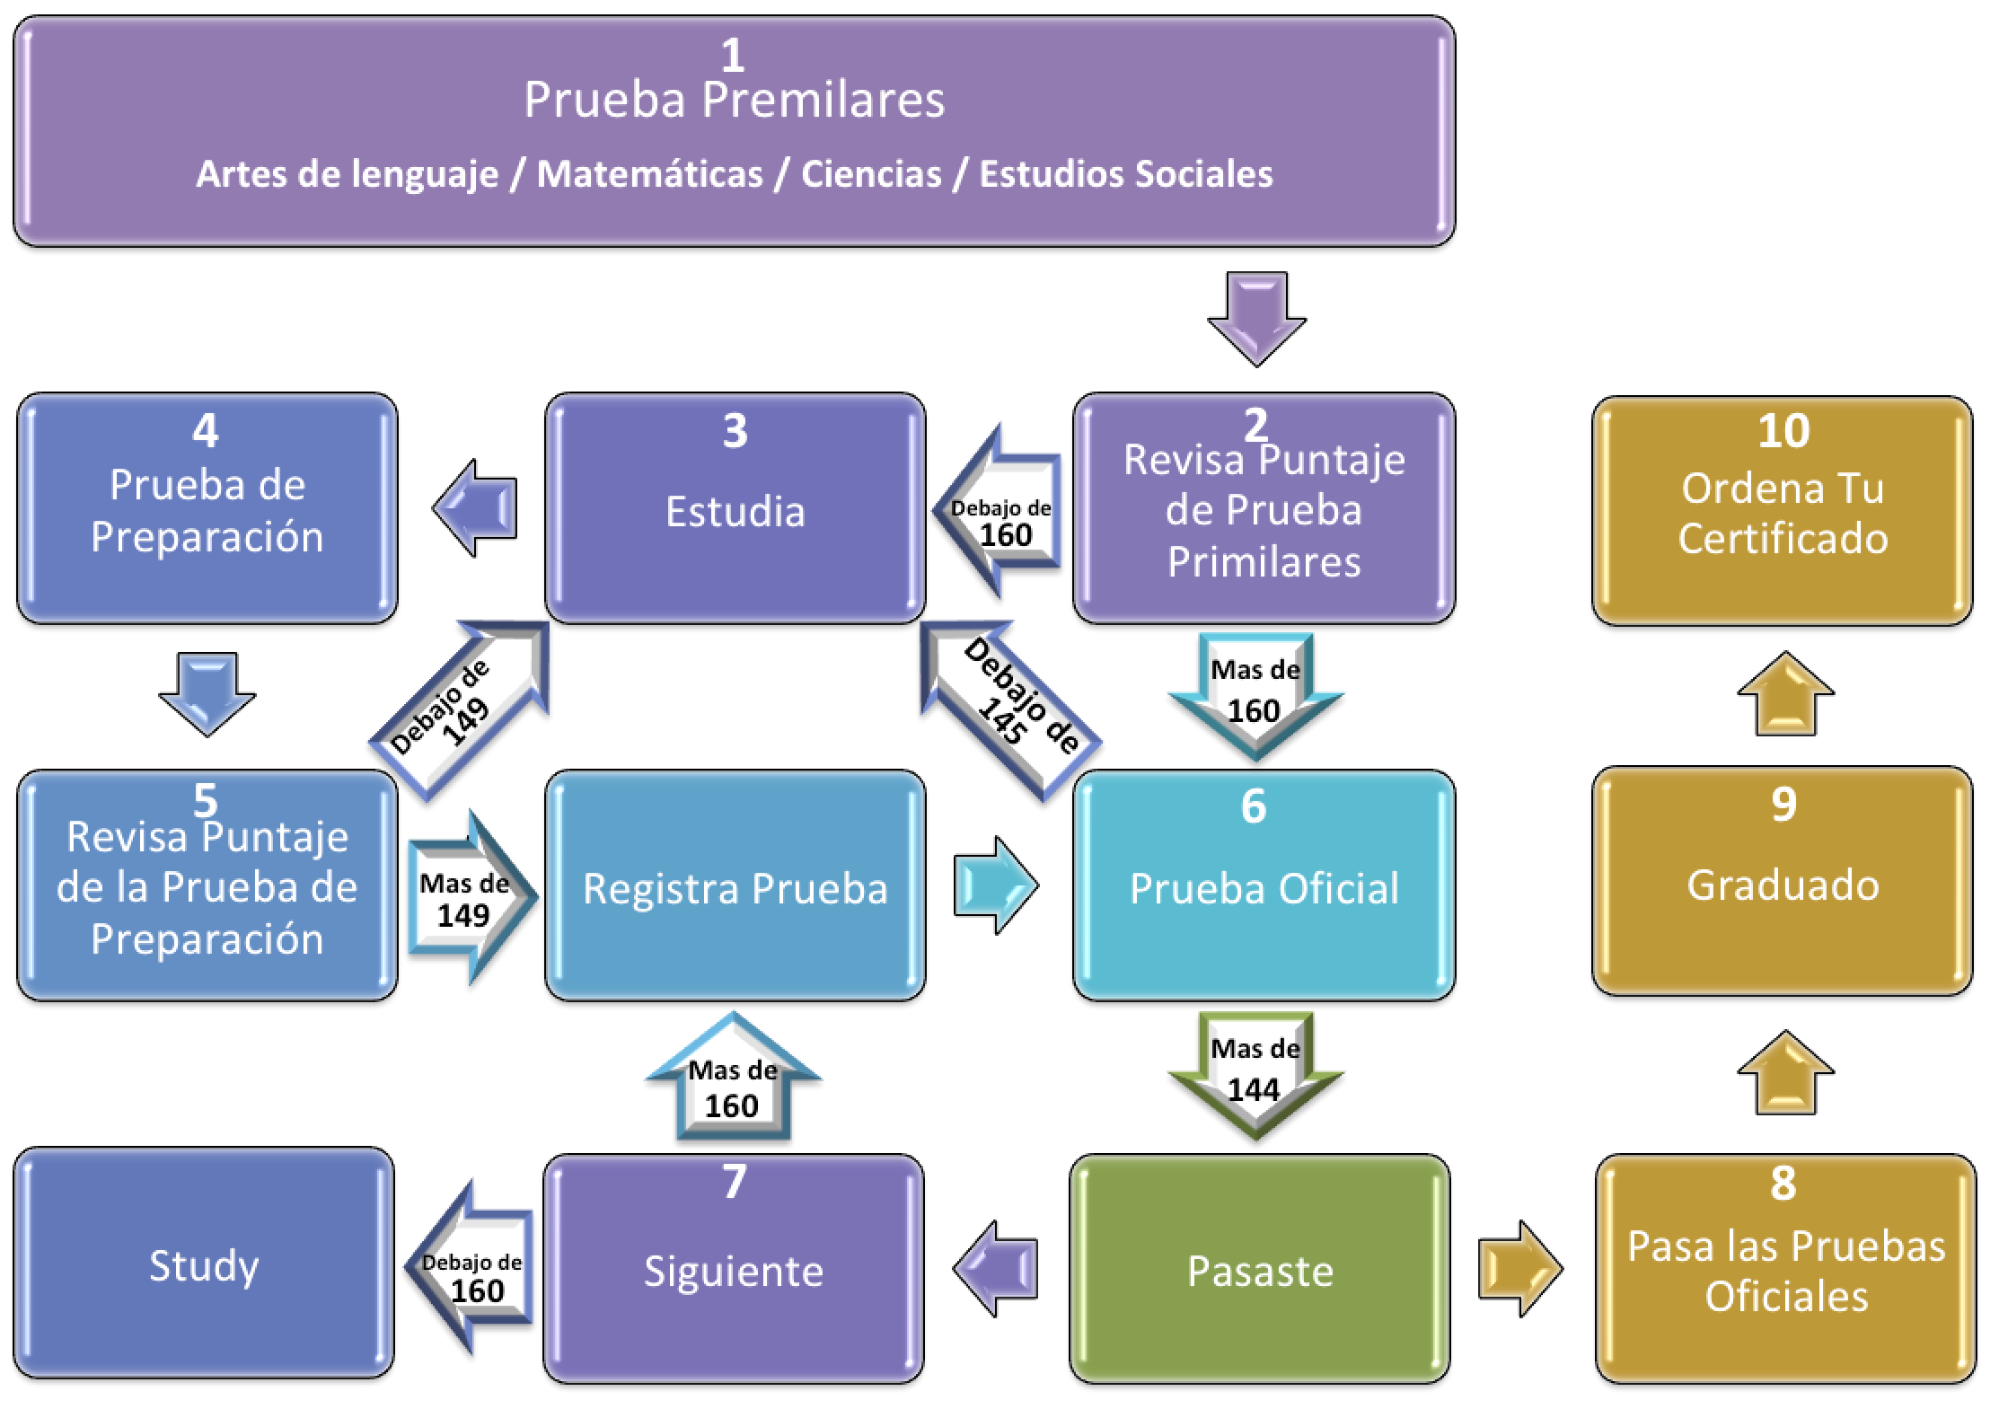 1
Prueba Premilares
Artes de lenguaje / Matemáticas / Ciencias / Estudios Sociales
2
Revisa Puntaje
de Prueba
Primilares
Debajo de
160
3
Estudia
4
Prueba de
Preparación
10
Ordena Tu
Certificado
Debajo de
149
Debajo de
145
Mas de
160
5
Revisa Puntaje
de la Prueba de
Preparación
Mas de
149
Registra Prueba
6
Prueba Oficial
9
Graduado
Mas de
160
Mas de
144
Study
Debajo de
160
7
Siguiente
Pasaste
8
Pasa las Pruebas
Oficiales